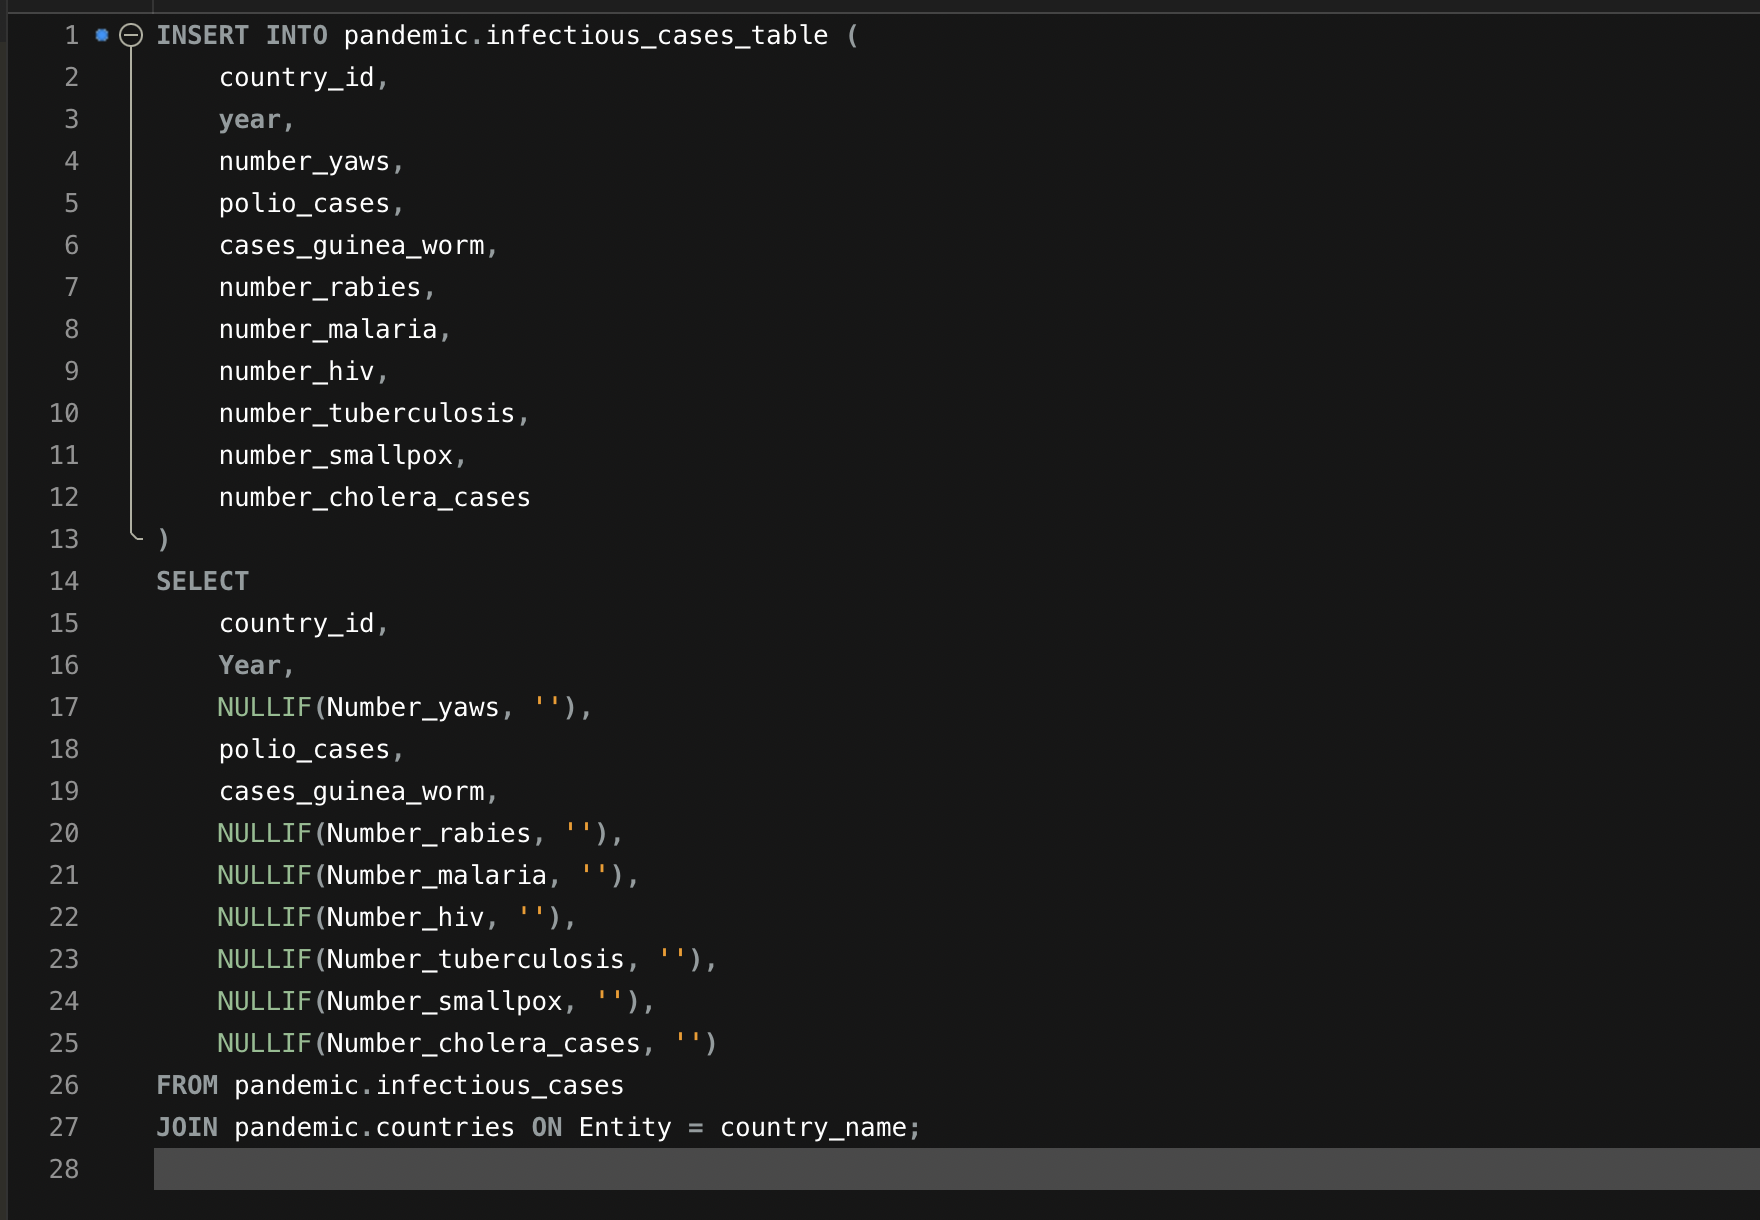 1 INSERT INTO pandemic.infectious_cases_table (
2 country_id,
3 year,
4 number_yaws,
5 polio_cases,
6 cases_guinea_worm,
7 number_rabies,
8 number_malaria,
9 number_hiv,
10 number_tuberculosis,
11 number_smallpox,
12 number_cholera_cases
13 )
14 SELECT
15 country_id,
16 Year,
17 NULLIF(Number_yaws, ''),
18 polio_cases,
19 cases_guinea_worm,
20 NULLIF(Number_rabies, ''),
21 NULLIF(Number_malaria, ''),
22 NULLIF(Number_hiv, ''),
23 NULLIF(Number_tuberculosis, ''),
24 NULLIF(Number_smallpox, ''),
25 NULLIF(Number_cholera_cases, '')
26 FROM pandemic.infectious_cases
27 JOIN pandemic.countries ON Entity = country_name;
28